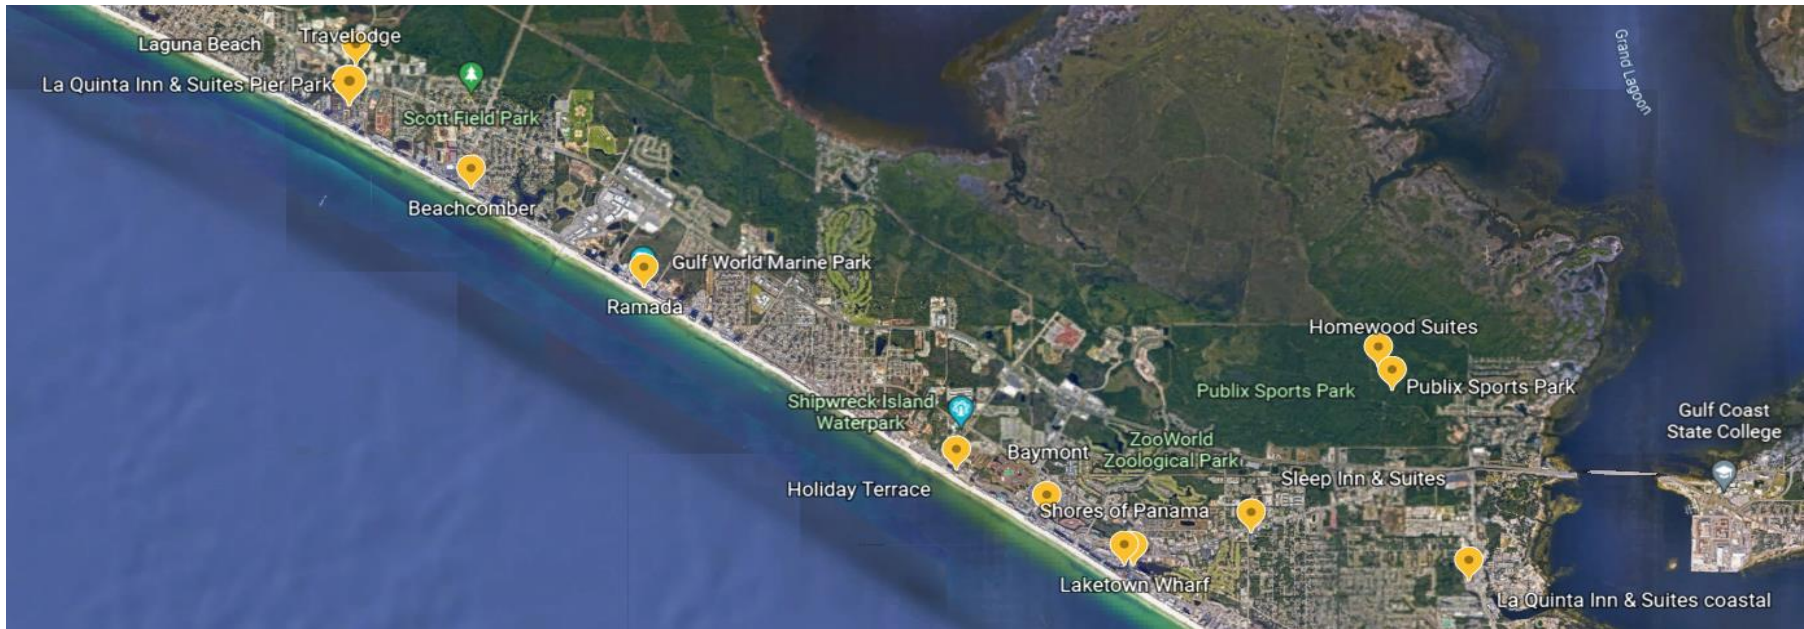 Laguna Beach
Travelodge
La Quinta Inn & Suites Pier Park
Scott Field Park
Beachcomber
Gulf World Marine Park
Ramada
Grand Lagoon
Homewood Suites
Publix Sports Park
Publix Sports Park
Shipwreck Island
Waterpark
Gulf Coast
State College
Baymont
ZooWorld
Zoological Park
Holiday Terrace
Sleep Inn & Suites
Shores of Panama
Laketown Wharf
La Quinta Inn & Suites coastal